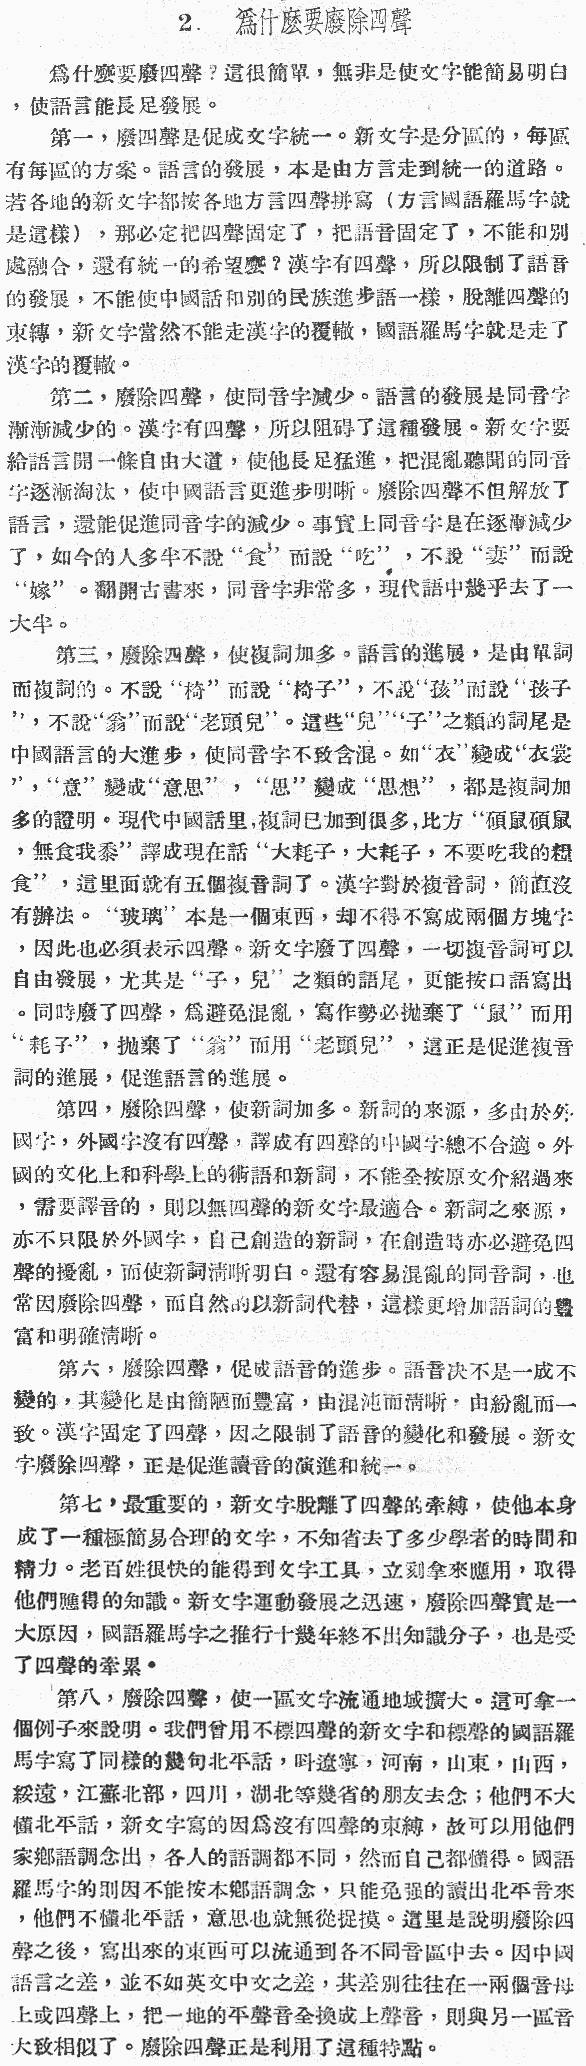 2. 爲什麽要廢除四聲
爲什麽要廢四聲？這很簡單，無非是使文字能簡易明白
，使語言能長足發展。
第一，廢四聲是促成文字統一。新文字是分區的，每區
有每區的方案。語言的發展，本是由方言走到統一的道路。
若各地的新文字都按各地方言四聲拼寫（方言國語羅馬字就
是這樣），那必定把四聲固定了，把語音固定了，不能和別
處融合，還有統一的希望麽？漢字有四聲，所以限制了語音
的發展，不能使中國話和別的民族進步語一樣，脫離四聲的
束縛，新文字當然不能走漢字的覆轍，國語羅馬字就是走了
漢字的覆轍。
第二，廢除四聲，使同音字減少。語言的發展是同音字
漸漸減少的。漢字有四聲，所以阻碍了這種發展。新文字要
給語言開一條自由大道，使他長足猛進，把混亂聽聞的同音
字逐漸淘汰，使中國語言更進步明晰。廢除四聲不但解放了
語言，還能促進同音字的減少。事實上同音字是在逐漸減少
了，如今的人多半不說“食”而說“吃”，不說“妻”而說
“嫁”。翻開古書來，同音字非常多，現代語中幾乎去了一
大半。
第三，廢除四聲，使複詞加多。語言的進展，是由單詞
而複詞的。不說“椅”而說“椅子”，不說“孩”而說“孩子
”，不說“翁”而說“老頭兒”。這些“兒”“子”之類的詞尾是
中國語言的大進步，使同音字不致含混。如“衣”變成“衣裳
”，“意”變成“意思”，“思”變成“思想”，都是複詞加
多的證明。現代中國話里，複詞已加到很多，比方“碩鼠碩鼠
，無食我黍”譯成現在話“大耗子，大耗子，不要吃我的糧
食”，這里面就有五個複音詞了。漢字對於複音詞，簡直沒
有辦法。“玻璃”本是一個東西，却不得不寫成兩個方塊字
，因此也必須表示四聲。新文字廢了四聲，一切複音詞可以
自由發展，尤其是“子，兒”之類的語尾，更能按口語寫出
。同時廢了四聲，爲避免混亂，寫作勢必拋棄了“鼠”而用
“耗子”，拋棄了“翁”而用“老頭兒”，這正是促進複音
詞的進展，促進語言的進展。
第四，廢除四聲，使新詞加多。新詞的來源，多由於外
國字，外國字沒有四聲，譯成有四聲的中國字總不合適。外
國的文化上和科學上的術語和新詞，不能全按原文介紹過來
，需要譯音的，則以無四聲的新文字最適合。新詞之來源，
亦不只限於外國字，自己創造的新詞，在創造時亦必避免四
聲的擾亂，而使新詞清晰明白。還有容易混亂的同音詞，也
常因廢除四聲，而自然的以新詞代替，這樣更增加語詞的豐
富和明確清晰。
第六，廢除四聲，促成語音的進步。語音决不是一成不
變的，其變化是由簡陋而豐富，由混沌而清晰，由紛亂而一
致。漢字固定了四聲，因之限制了語音的變化和發展。新文
字廢除四聲，正是促進讀音的演進和統一。
第七，最重要的，新文字脫離了四聲的牽縛，使他本身
成了一種極簡易合理的文字，不知省去了多少學者的時間和
精力。老百姓很快的能得到文字工具，立刻拿來應用，取得
他們應得的知識。新文字運動發展之迅速，廢除四聲實是一
大原因，國語羅馬字之推行十幾年終不出知識分子，也是受
了四聲的牽累。
第八，廢除四聲，使一區文字流通地域擴大。這可拿一
個例子來說明。我們曾用不標四聲的新文字和標聲的國語羅
馬字寫了同樣的幾句北平話，叫遼寧，河南，山東，山西，
綏遠，江蘇北部，四川，湖北等幾省的朋友去念；他們不大
懂北平話，新文字寫的因爲沒有四聲的束縛，故可以用他們
家鄉語調念出，各人的語調都不同，然而自己都懂得。國語
羅馬字的則因不能按本鄉語調念，只能免强的讀出北平音來
，他們不懂北平話，意思也就無從捉摸。這里是說明廢除四
聲之後，寫出來的東西可以流通到各不同音區中去。因中國
語言之差，並不如英文中文之差，其差別往往在一兩個音母
上或四聲上，把一地的平聲音全換成上聲音，則與另一區音
大致相似了。廢除四聲正是利用了這種特點。